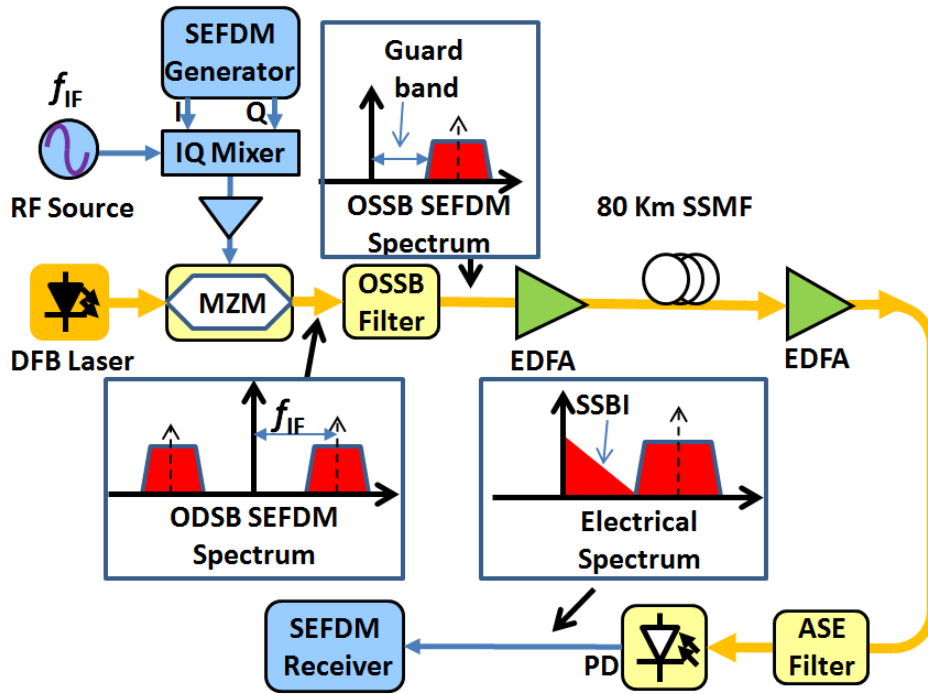 SEFDM
Generator
f_IF
I
Q
IQ Mixer
RF Source
Guard
band
OSSB SEFDM
Spectrum
80 Km SSMF
MZM
OSSB
Filter
DFB Laser
EDFA
EDFA
f_IF
ODSB SEFDM
Spectrum
SSBI
Electrical
Spectrum
SEFDM
Receiver
PD
ASE
Filter